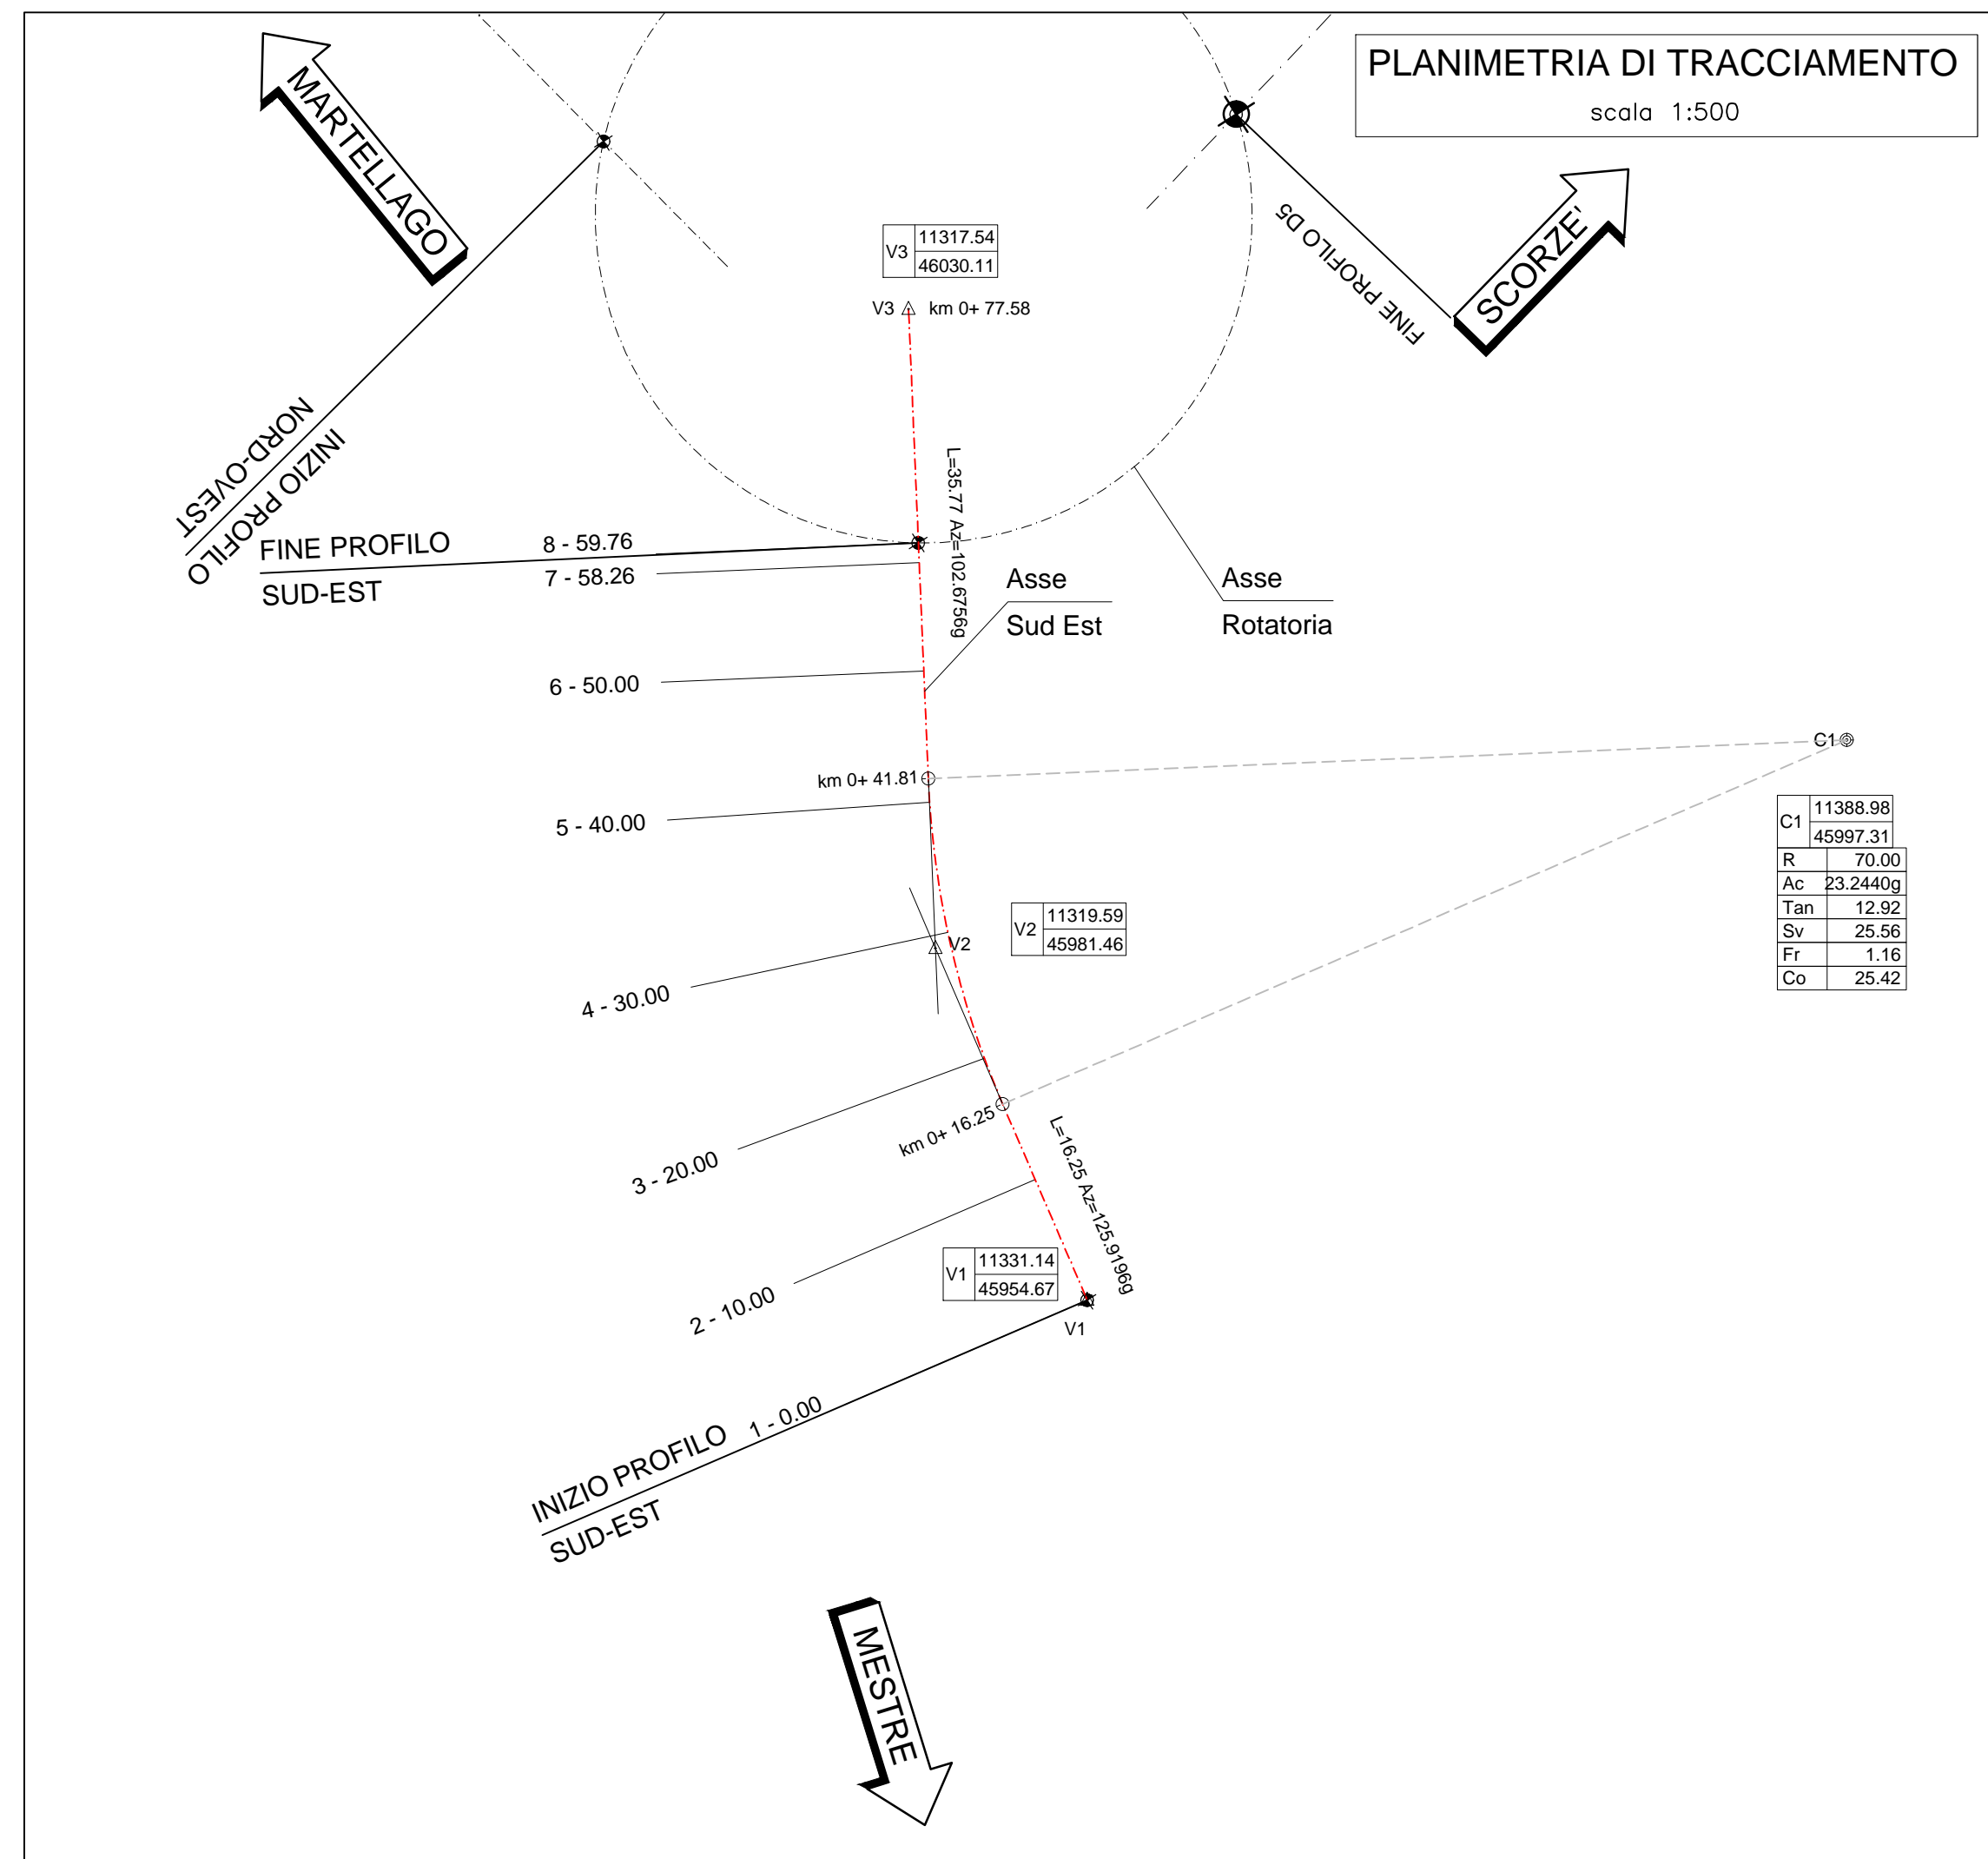 PLANIMETRIA DI TRACCIAMENTO
scala 1:500
MARTELLAGO
SCORZE'
FINE PROFILO D5
V3
11317.54
46030.11
V3
km 0+ 77.58
INIZIO PROFILO
NORD-OVEST
L=35.77 Az=102.6756g
FINE PROFILO
SUD-EST
8 - 59.76
7 - 58.26
Asse
Sud Est
Asse
Rotatoria
6 - 50.00
km 0+ 41.81
5 - 40.00
C1
C1
11388.98
45997.31
R 70.00
Ac 23.2440g
Tan 12.92
Sv 25.56
Fr 1.16
Co 25.42
V2
V2
11319.59
45981.46
4 - 30.00
km 0+ 16.25
3 - 20.00
L=16.25 Az=125.9196g
2 - 10.00
V1
11331.14
45954.67
V1
INIZIO PROFILO
SUD-EST
1 - 0.00
MESTRE